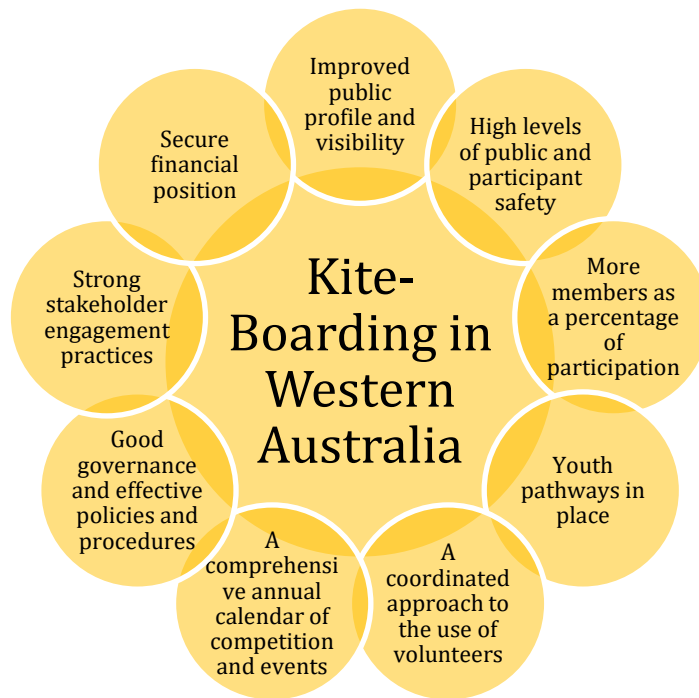 Improved
public
profile and
visibility
High levels
of public and
participant
safety
More
members as
a percentage
of
participation
Youth
pathways in
place
A
coordinated
approach to
the use of
volunteers
A
comprehensi
ve annual
calendar of
competition
and events
Good
governance
and effective
policies and
procedures
Strong
stakeholder
engagement
practices
Secure
financial
position
Kite-
Boarding in
Western
Australia